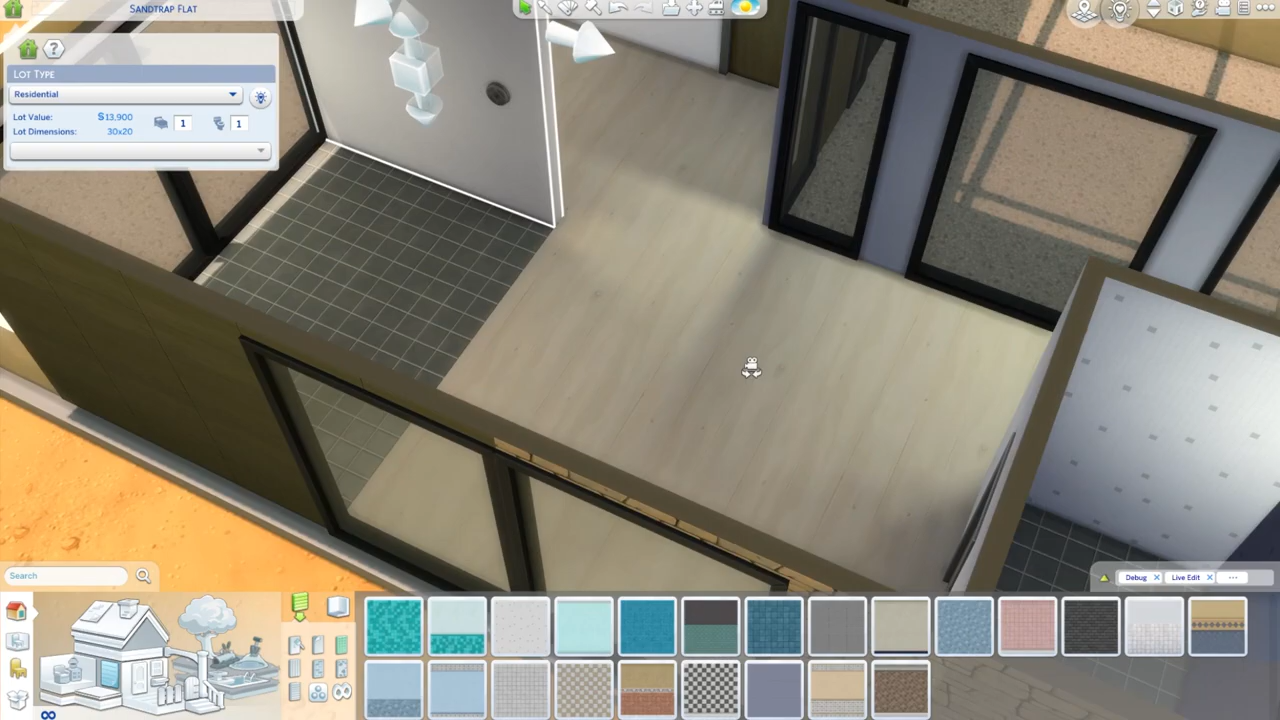 SANDTRAP FLAT
?
LOT TYPE
Residential
Lot Value: §13,900
1
1
Lot Dimensions: 30x20
Search
Debug
Live Edit